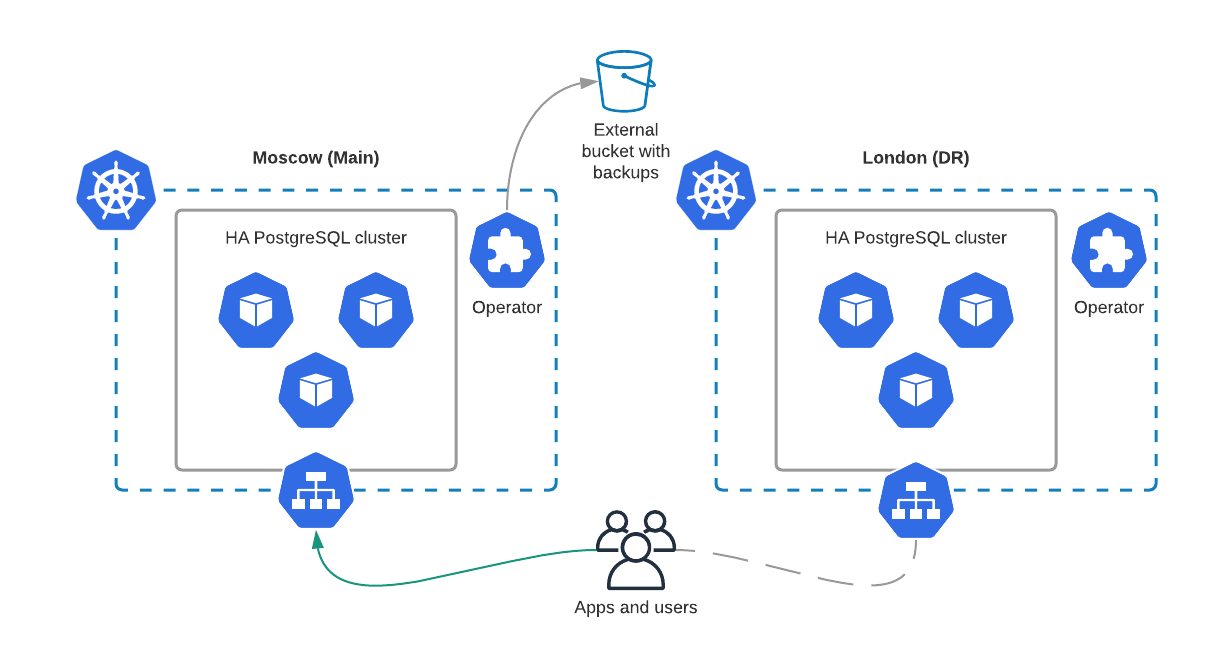 External
bucket with
backups
Moscow (Main)
London (DR)
HA PostgreSQL cluster
HA PostgreSQL cluster
Operator
Operator
Apps and users